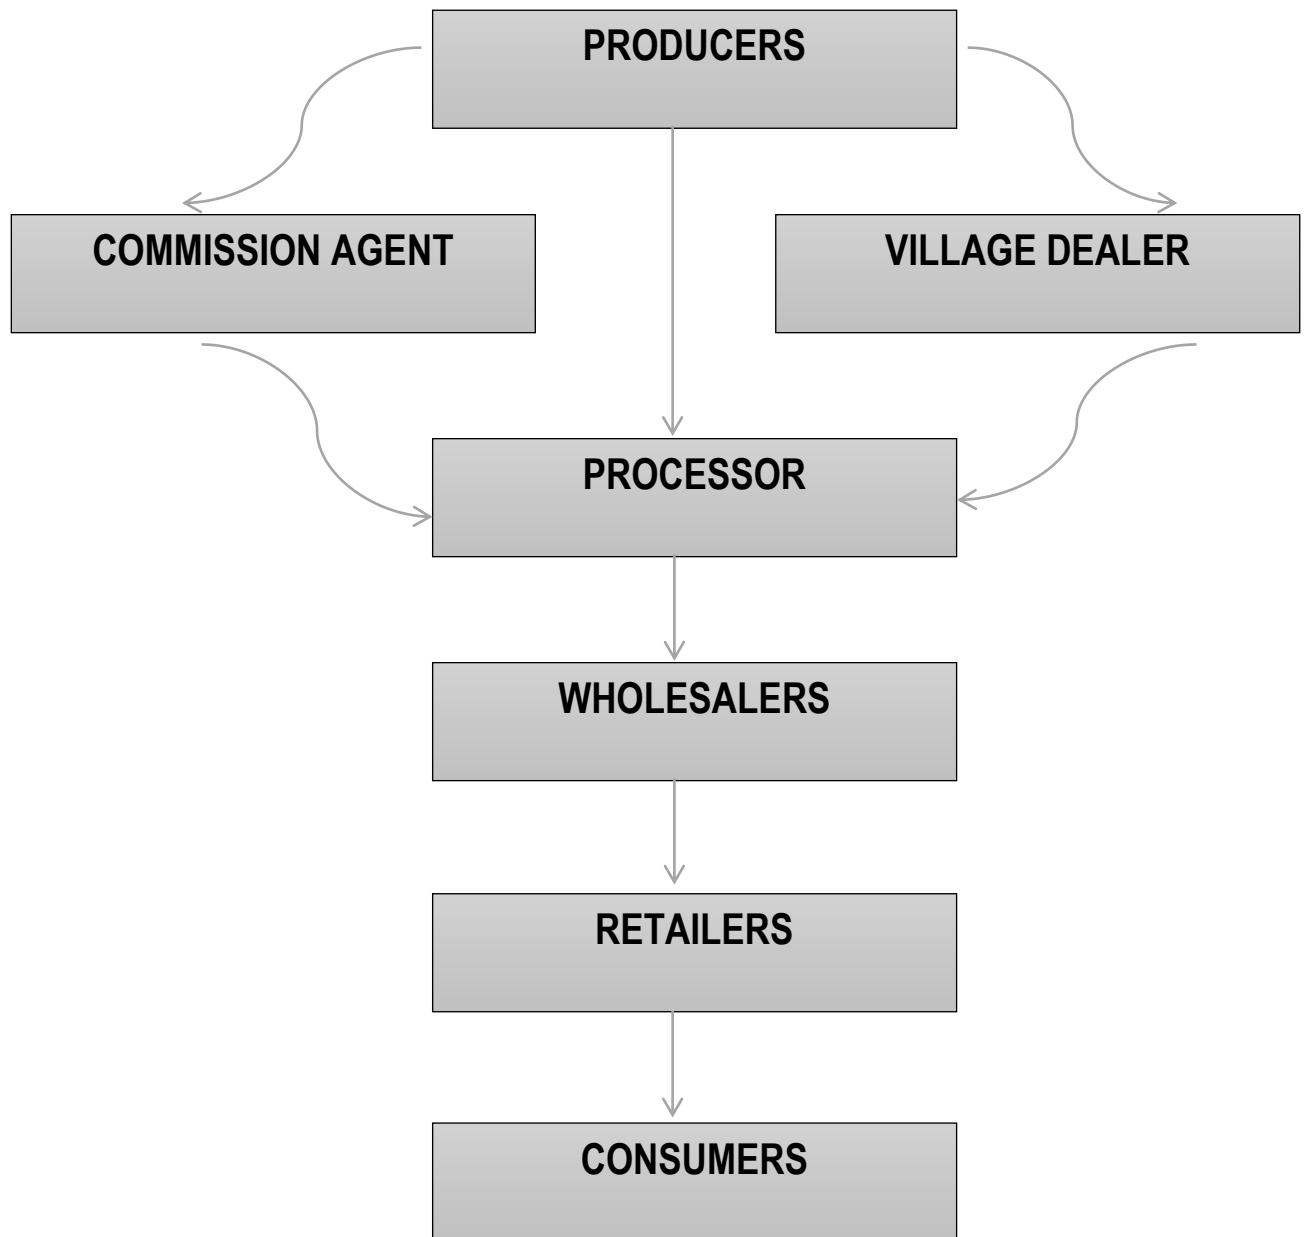 PRODUCERS
COMMISSION AGENT
VILLAGE DEALER
PROCESSOR
WHOLESALERS
RETAILERS
CONSUMERS